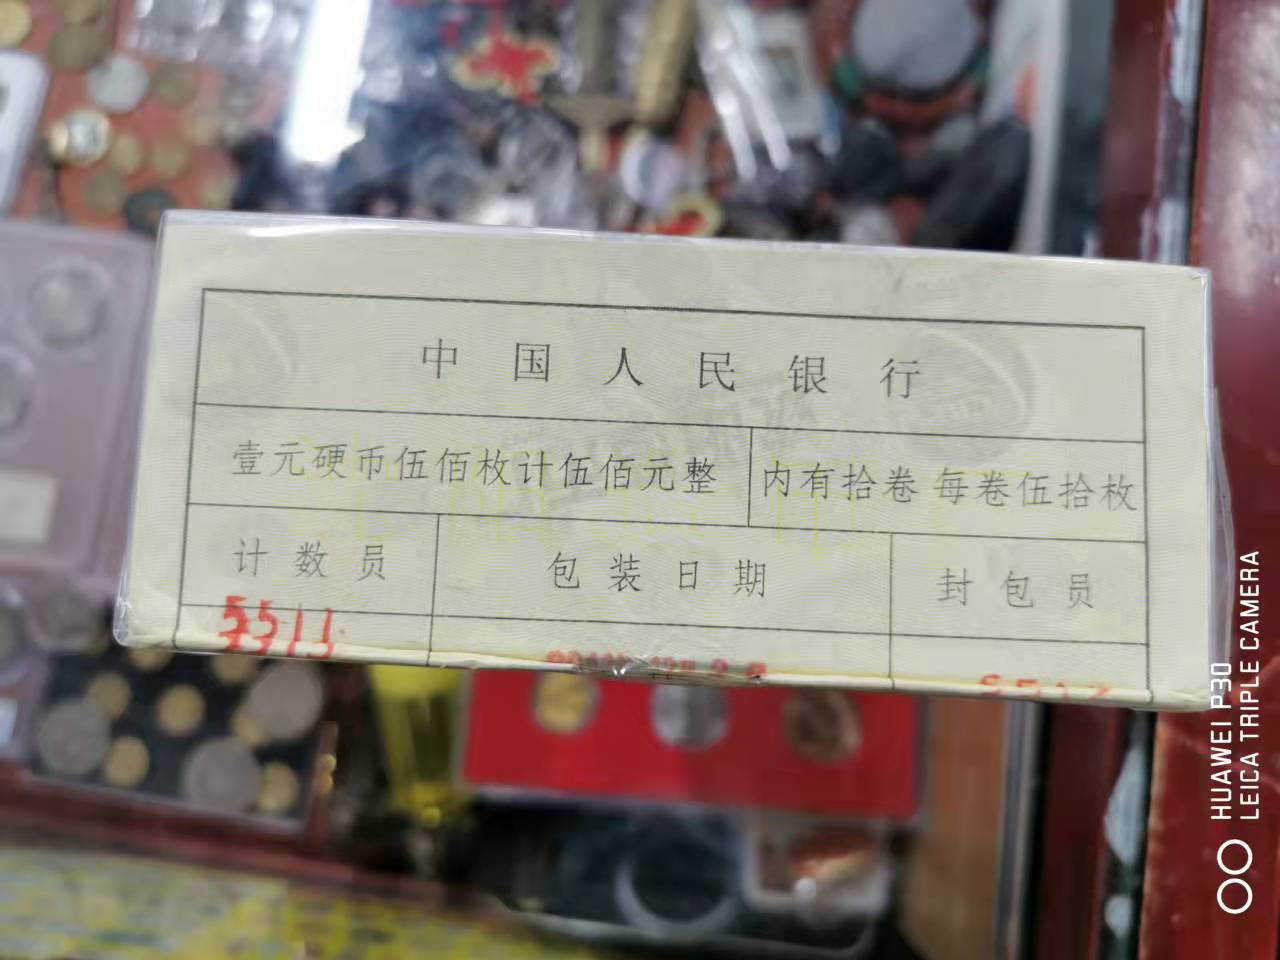 中国人民银行
壹元硬币伍佰枚计伍佰元整 内有拾卷 每卷伍拾枚
计数员 包装日期 封包员
5511
HUAWEI P30
LEICA TRIPLE CAMERA